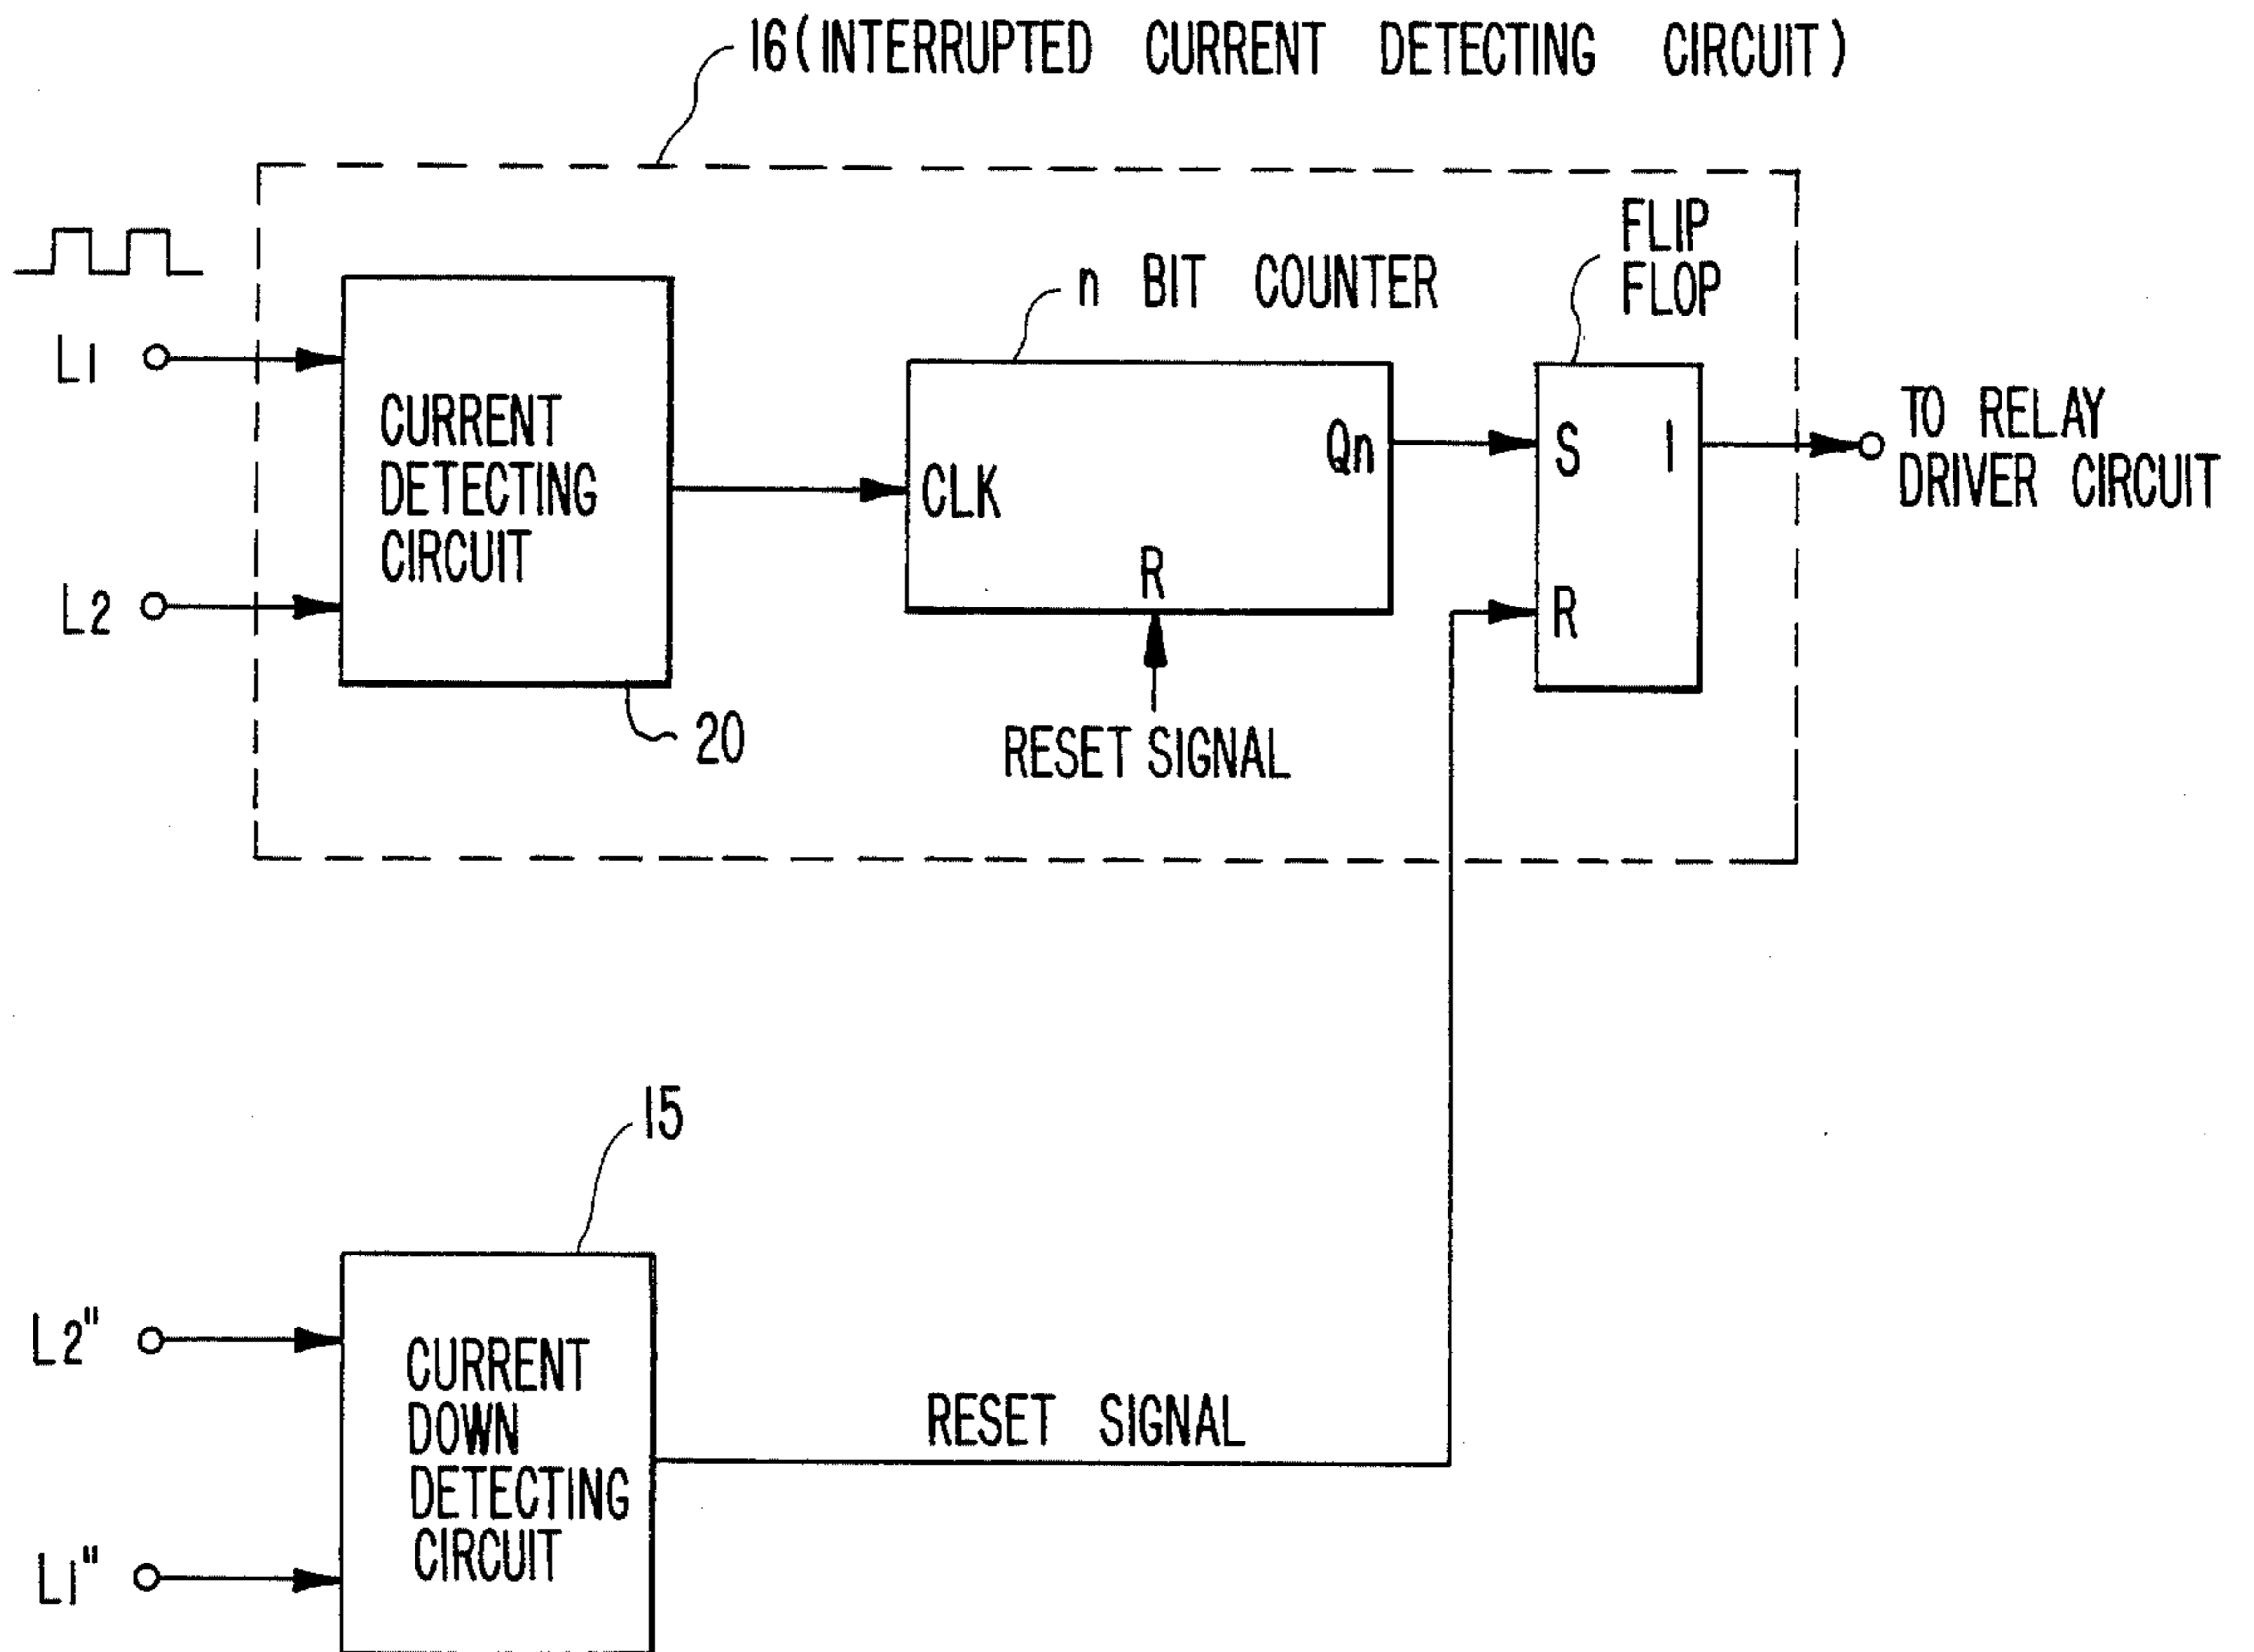 16(INTERRUPTED CURRENT DETECTING CIRCUIT)
FLIP
FLOP
n BIT COUNTER
L1
L2
CURRENT
DETECTING
CIRCUIT
CLK
Qn
R
S
1
R
TO RELAY
DRIVER CIRCUIT
20
RESET SIGNAL
15
L2"
L1"
CURRENT
DOWN
DETECTING
CIRCUIT
RESET SIGNAL